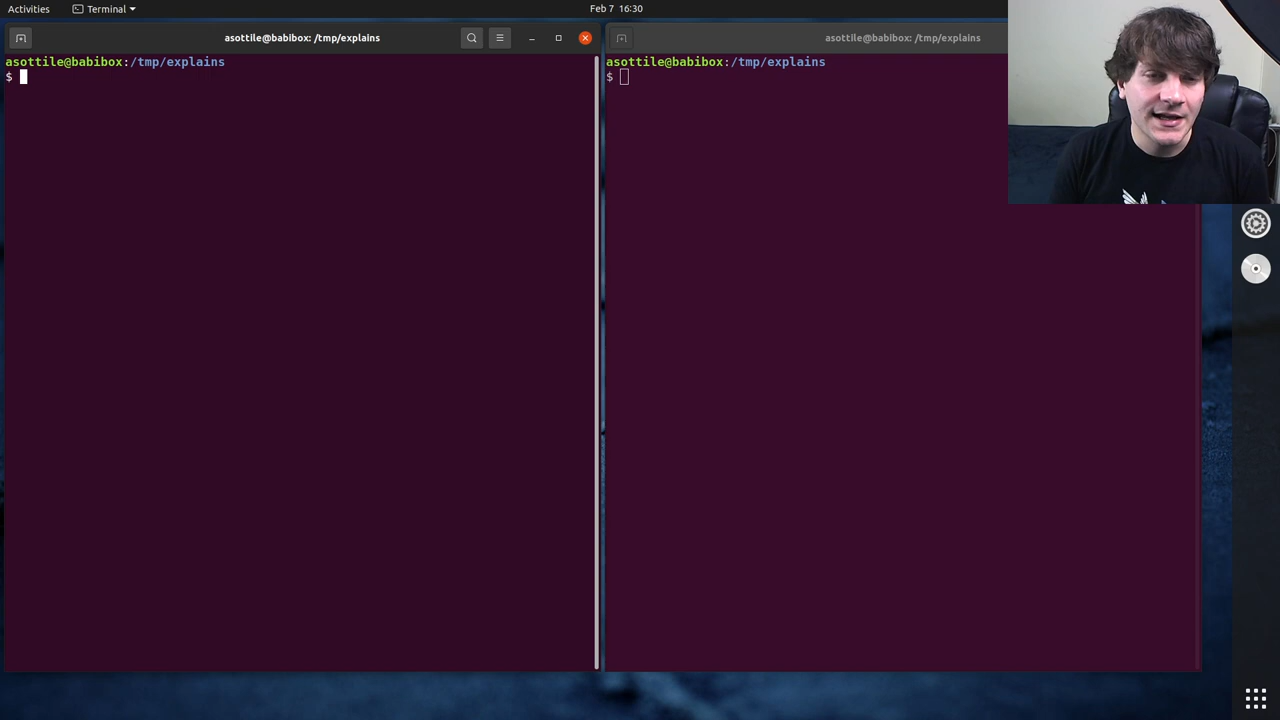 Activities
Terminal
Feb 7 16:30
asottile@babibox: /tmp/explains
asottile@babibox:/tmp/explains
$
asottile@babibox: /tmp/explains
asottile@babibox:/tmp/explains
$